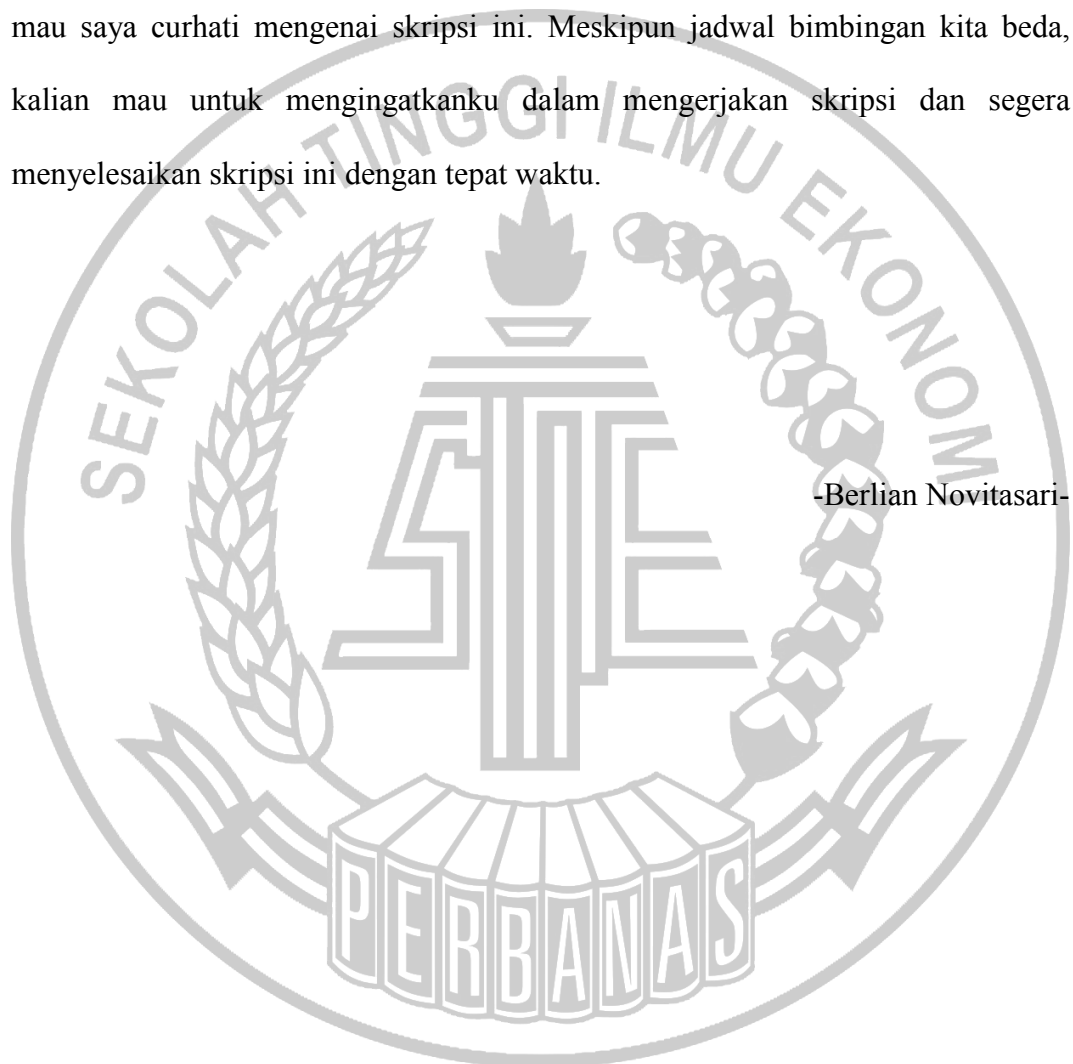 mau saya curhati mengenai skripsi ini. Meskipun jadwal bimbingan kita beda,
kalian mau untuk mengingatkanku dalam mengerjakan skripsi dan segera
menyelesaikan skripsi ini dengan tepat waktu.
SEKOLAH TINGGI ILMU EKONOM
-Berlian Novitasari-
STIE
PERBANAS